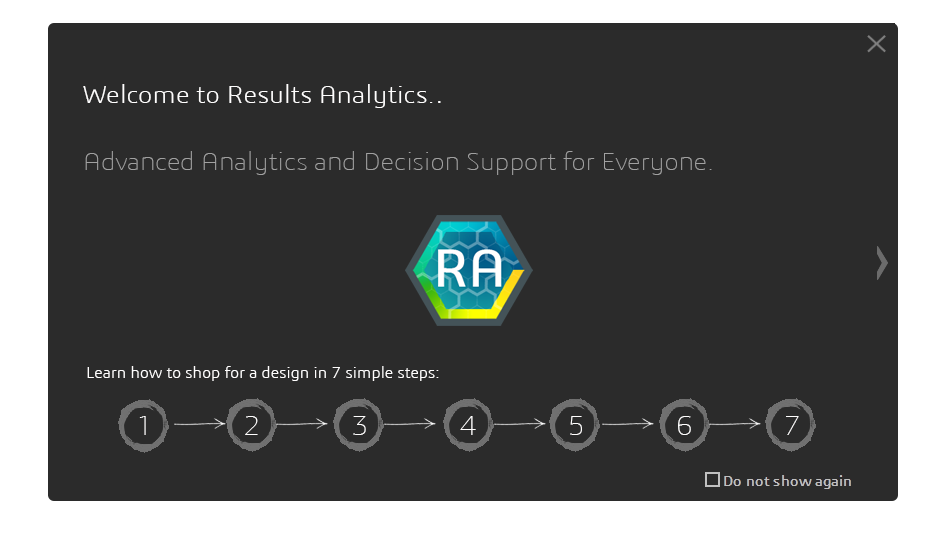 Welcome to Results Analytics..
Advanced Analytics and Decision Support for Everyone.
RA
Learn how to shop for a design in 7 simple steps:
1 2 3 4 5 6 7
Do not show again